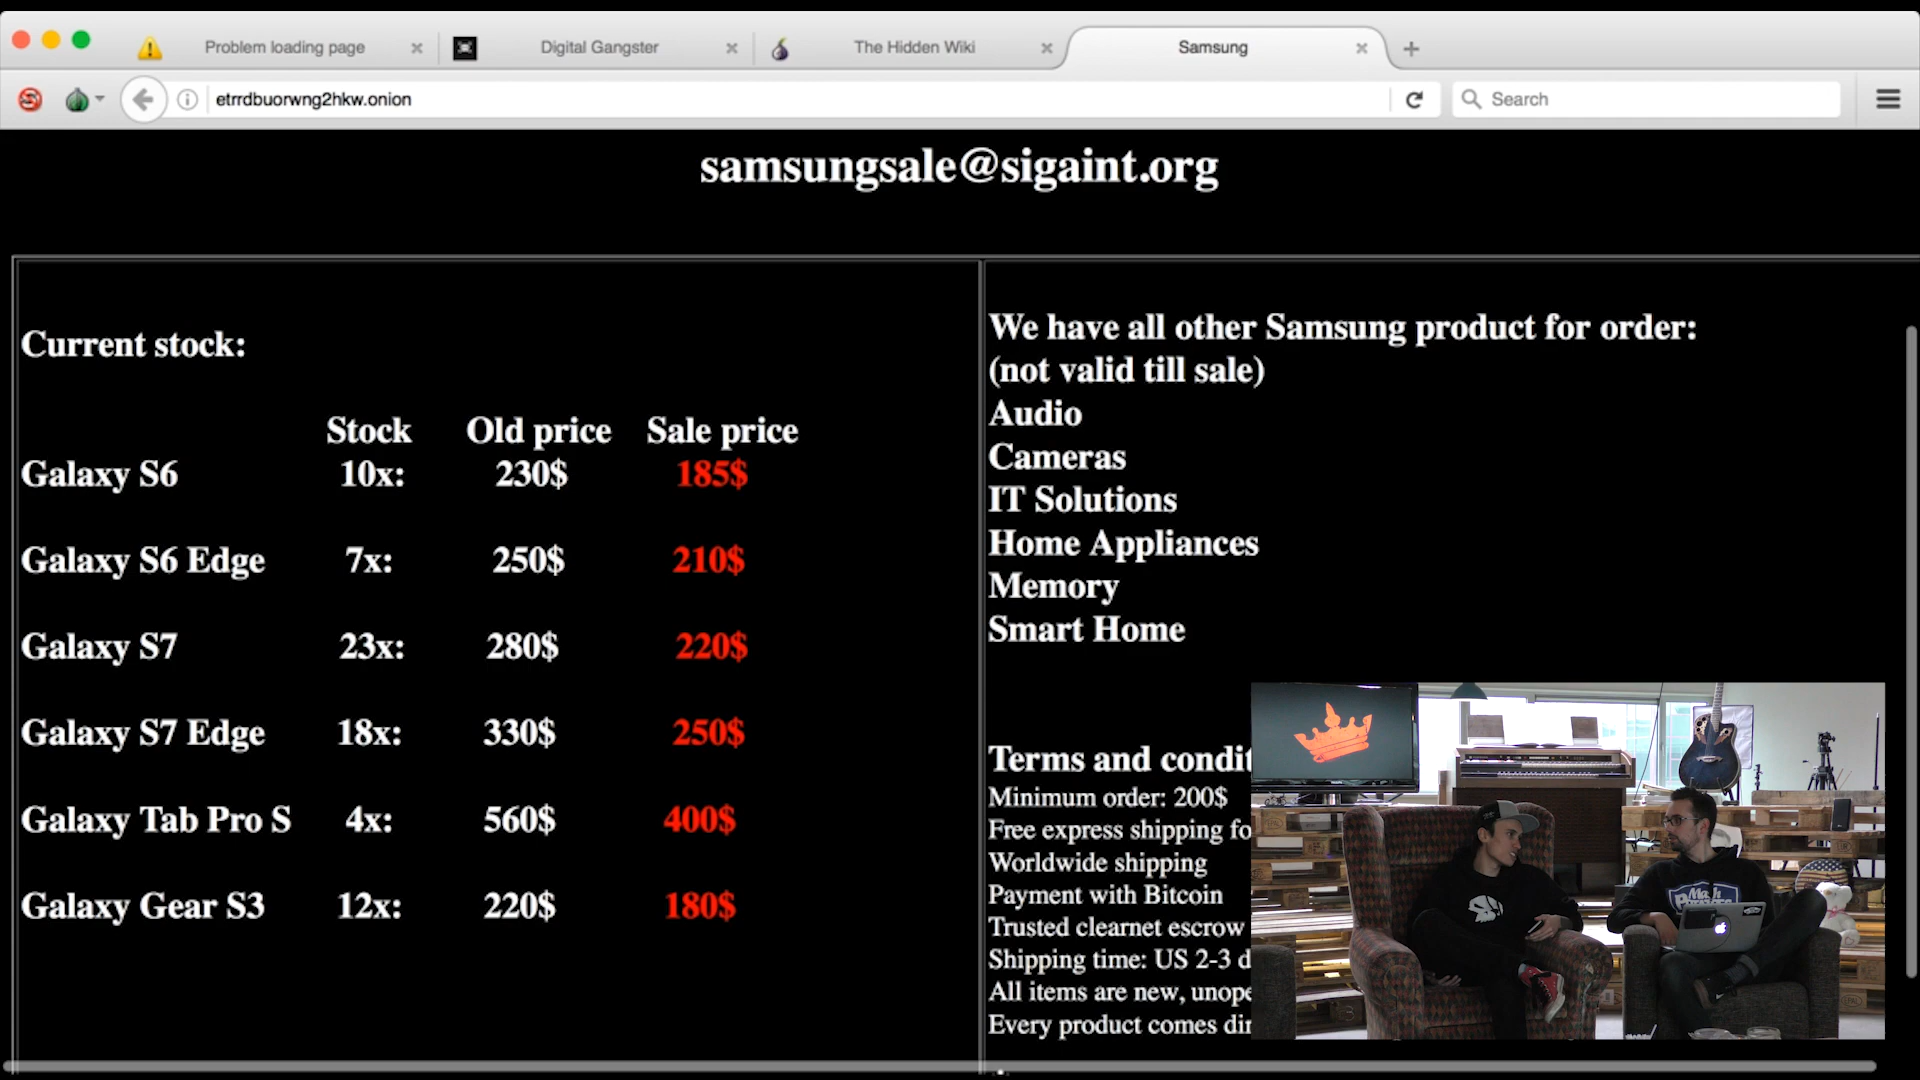 Problem loading page
Digital Gangster
The Hidden Wiki
Samsung
etrrdbuorwng2hkw.onion
Search
samsungsale@sigaint.org
Current stock:
Stock Old price Sale price
Galaxy S6 10x: 230$ 185$
Galaxy S6 Edge 7x: 250$ 210$
Galaxy S7 23x: 280$ 220$
Galaxy S7 Edge 18x: 330$ 250$
Galaxy Tab Pro S 4x: 560$ 400$
Galaxy Gear S3 12x: 220$ 180$
We have all other Samsung product for order:
(not valid till sale)
Audio
Cameras
IT Solutions
Home Appliances
Memory
Smart Home
Terms and condit
Minimum order: 200$
Free express shipping fo
Worldwide shipping
Payment with Bitcoin
Trusted clearnet escrow
Shipping time: US 2-3 d
All items are new, unope
Every product comes dir